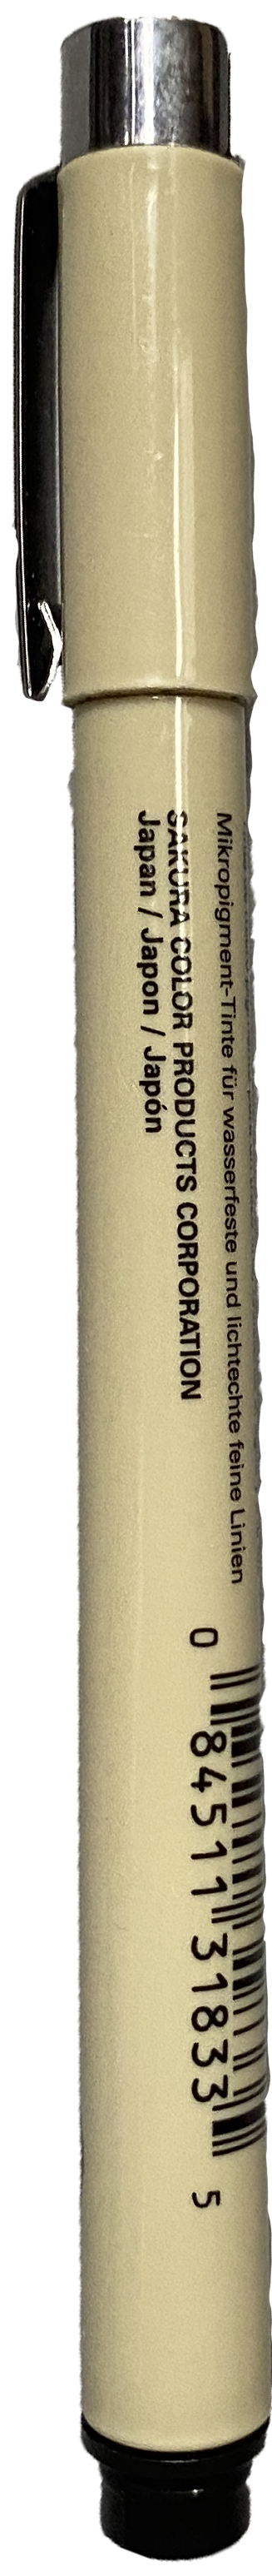 Mikropigment-Tinte für wasserfeste und lichtechte feine Linien
SAKURA COLOR PRODUCTS CORPORATION
Japan / Japon / Japón
0 84511 31833 5